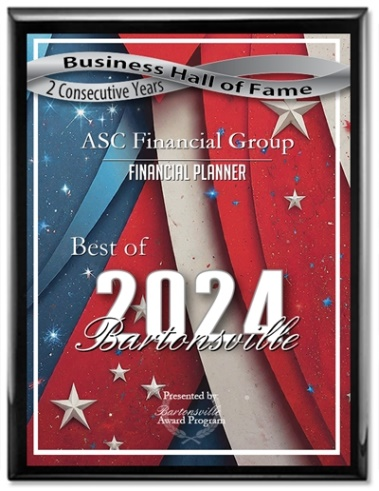 Business Hall of Fame
2 Consecutive Years
ASC Financial Group
FINANCIAL PLANNER
Best of
2024
Bartonsville
Presented by
Bartonsville
Award Program